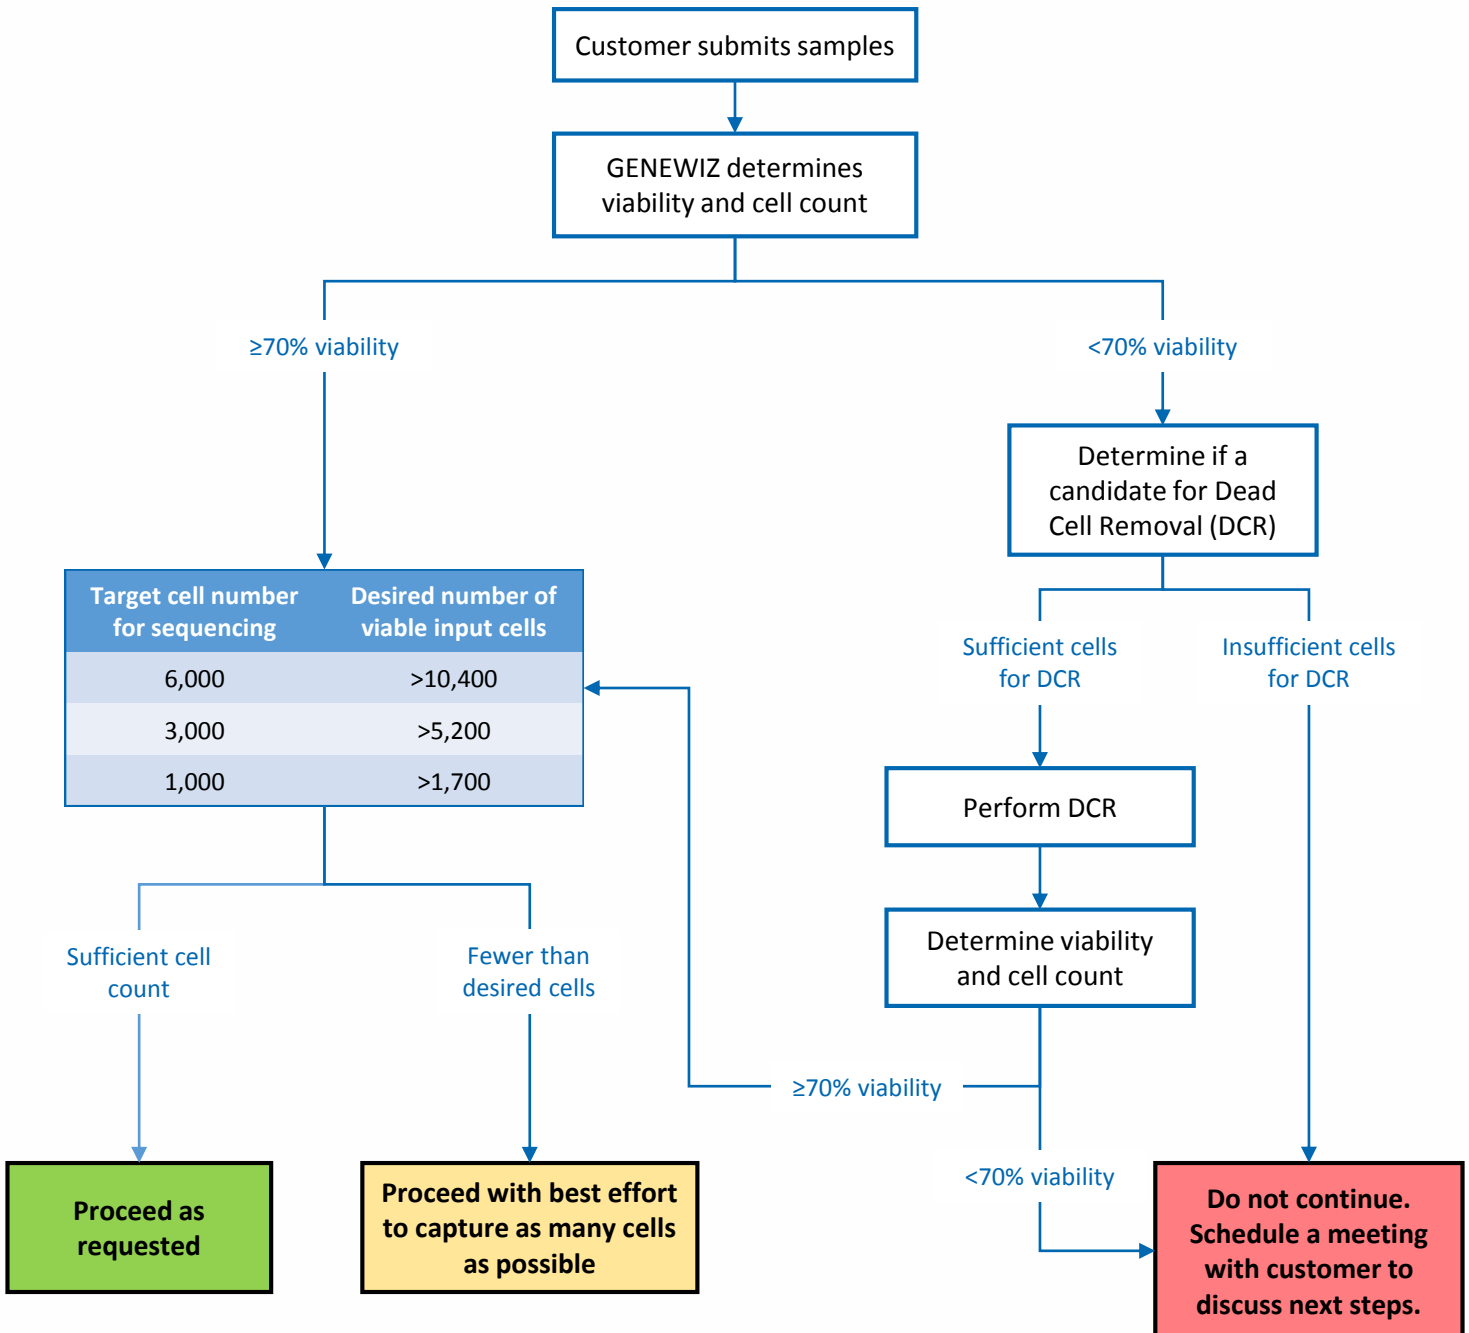 Customer submits samples
GENEWIZ determines
viability and cell count
≥70% viability
<70% viability
Determine if a
candidate for Dead
Cell Removal (DCR)
Target cell number
for sequencing
Desired number of
viable input cells
6,000
>10,400
3,000
>5,200
1,000
>1,700
Sufficient cells
for DCR
Insufficient cells
for DCR
Perform DCR
Determine viability
and cell count
Sufficient cell
count
Fewer than
desired cells
≥70% viability
<70% viability
Proceed as
requested
Proceed with best effort
to capture as many cells
as possible
Do not continue.
Schedule a meeting
with customer to
discuss next steps.